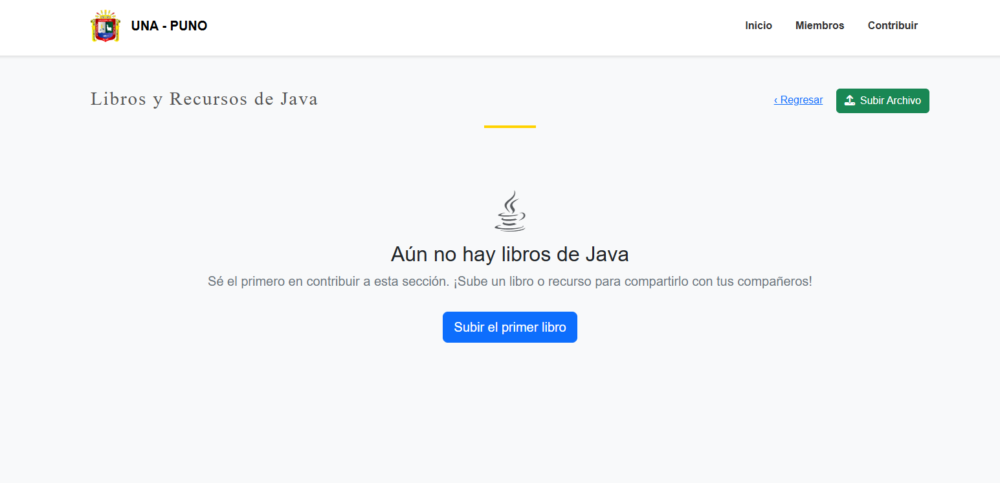 UNA - PUNO
Inicio
Miembros
Contribuir
Libros y Recursos de Java
‹ Regresar
Subir Archivo
Aún no hay libros de Java
Sé el primero en contribuir a esta sección. ¡Sube un libro o recurso para compartirlo con tus compañeros!
Subir el primer libro